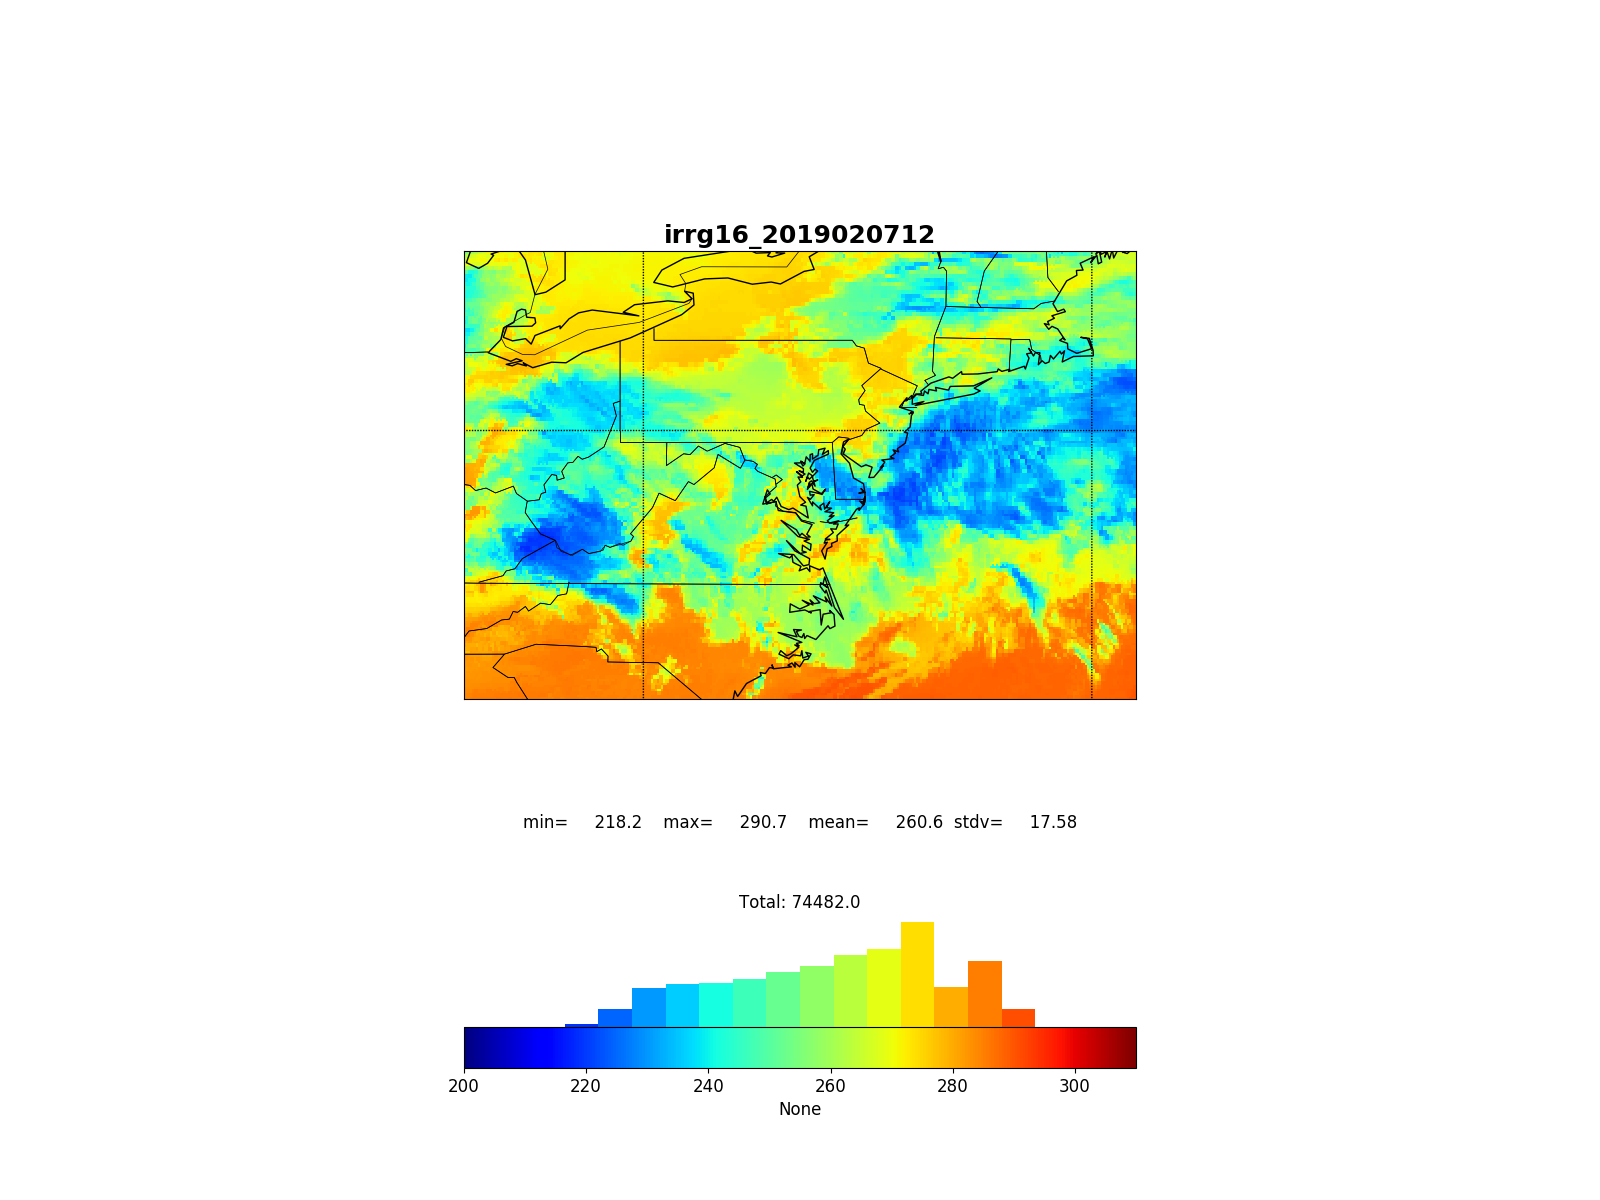 irrg16_2019020712
min= 218.2 max= 290.7 mean= 260.6 stdv= 17.58
Total: 74482.0
200 220 240 260 280 300
None